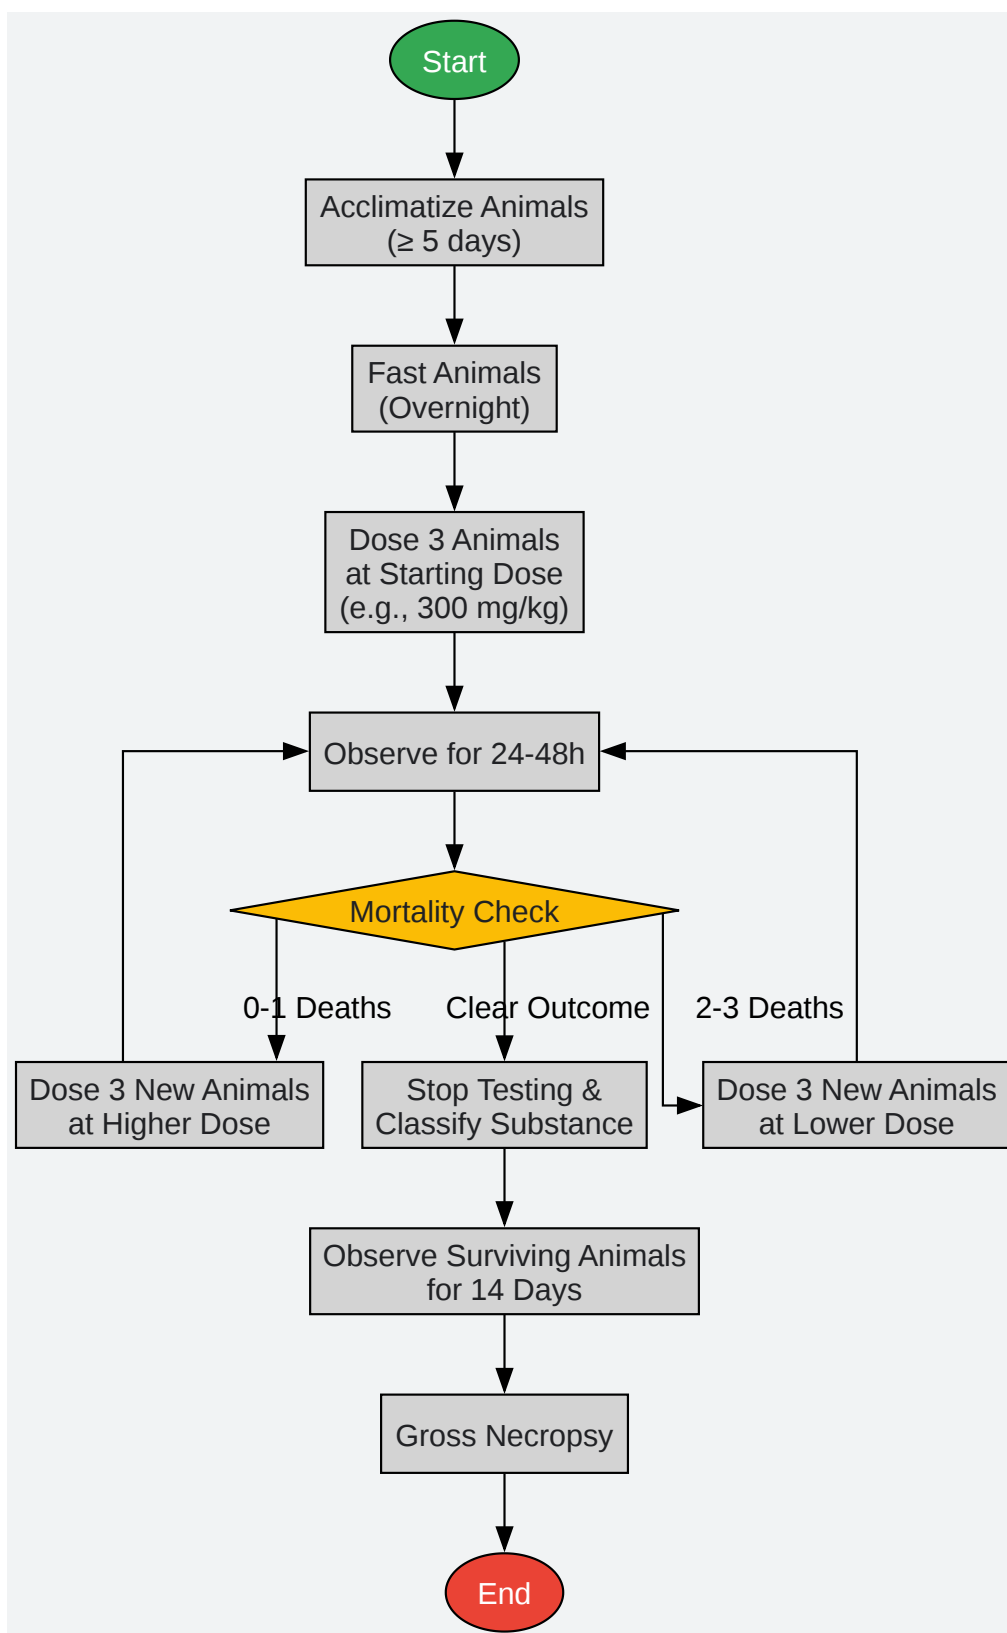 Start
Acclimatize Animals
(≥ 5 days)
Fast Animals
(Overnight)
Dose 3 Animals
at Starting Dose
(e.g., 300 mg/kg)
Observe for 24-48h
Mortality Check
0-1 Deaths
Clear Outcome
2-3 Deaths
Dose 3 New Animals
at Higher Dose
Stop Testing &
Classify Substance
Dose 3 New Animals
at Lower Dose
Observe Surviving Animals
for 14 Days
Gross Necropsy
End